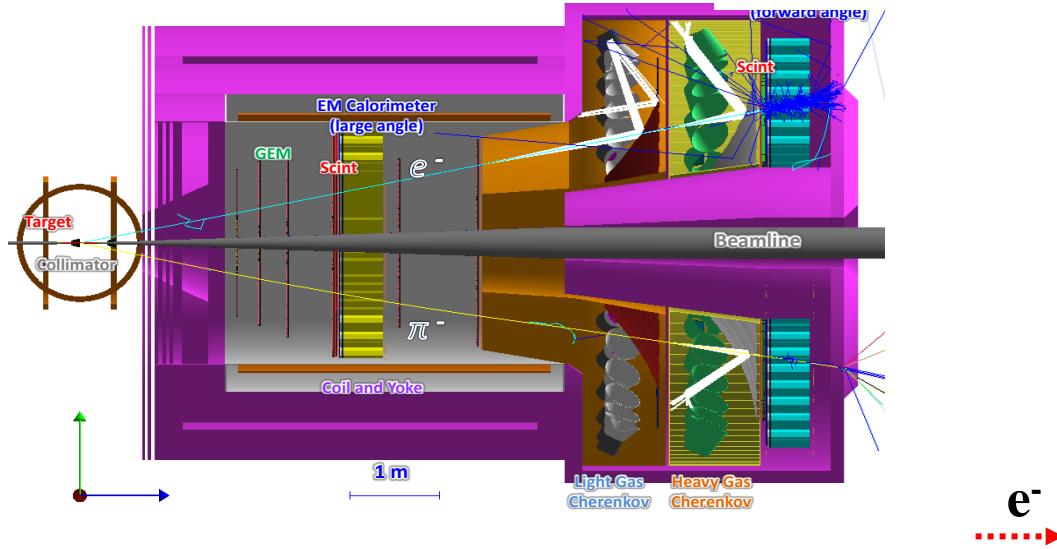 (forward angle)
Scint
EM Calorimeter
(large angle)
GEM
Scint
e-
Target
Collimator
Beamline
π-
Coil and Yoke
1 m
Light Gas
Cherenkov
Heavy Gas
Cherenkov
e-